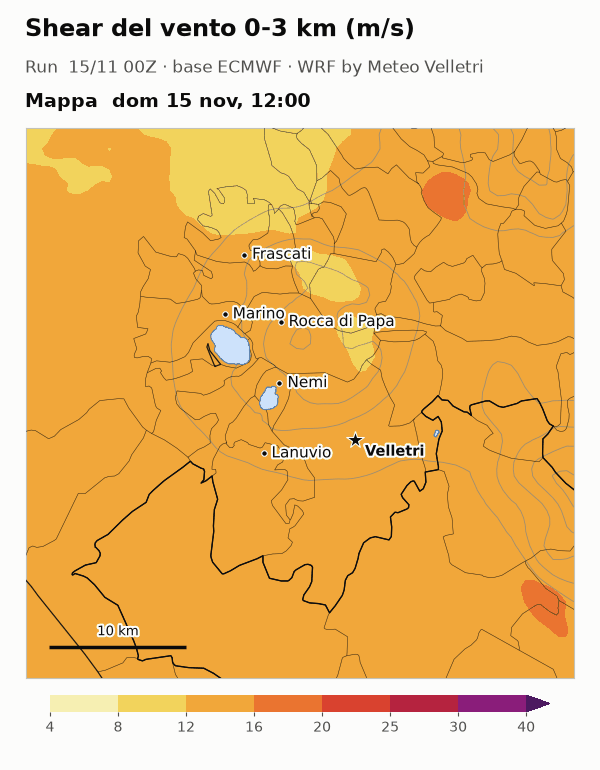 Shear del vento 0-3 km (m/s)
Run 15/11 00Z · base ECMWF · WRF by Meteo Velletri
Mappa dom 15 nov, 12:00
Frascati
Marino
Rocca di Papa
Nemi
Velletri
Lanuvio
10 km
4 8 12 16 20 25 30 40